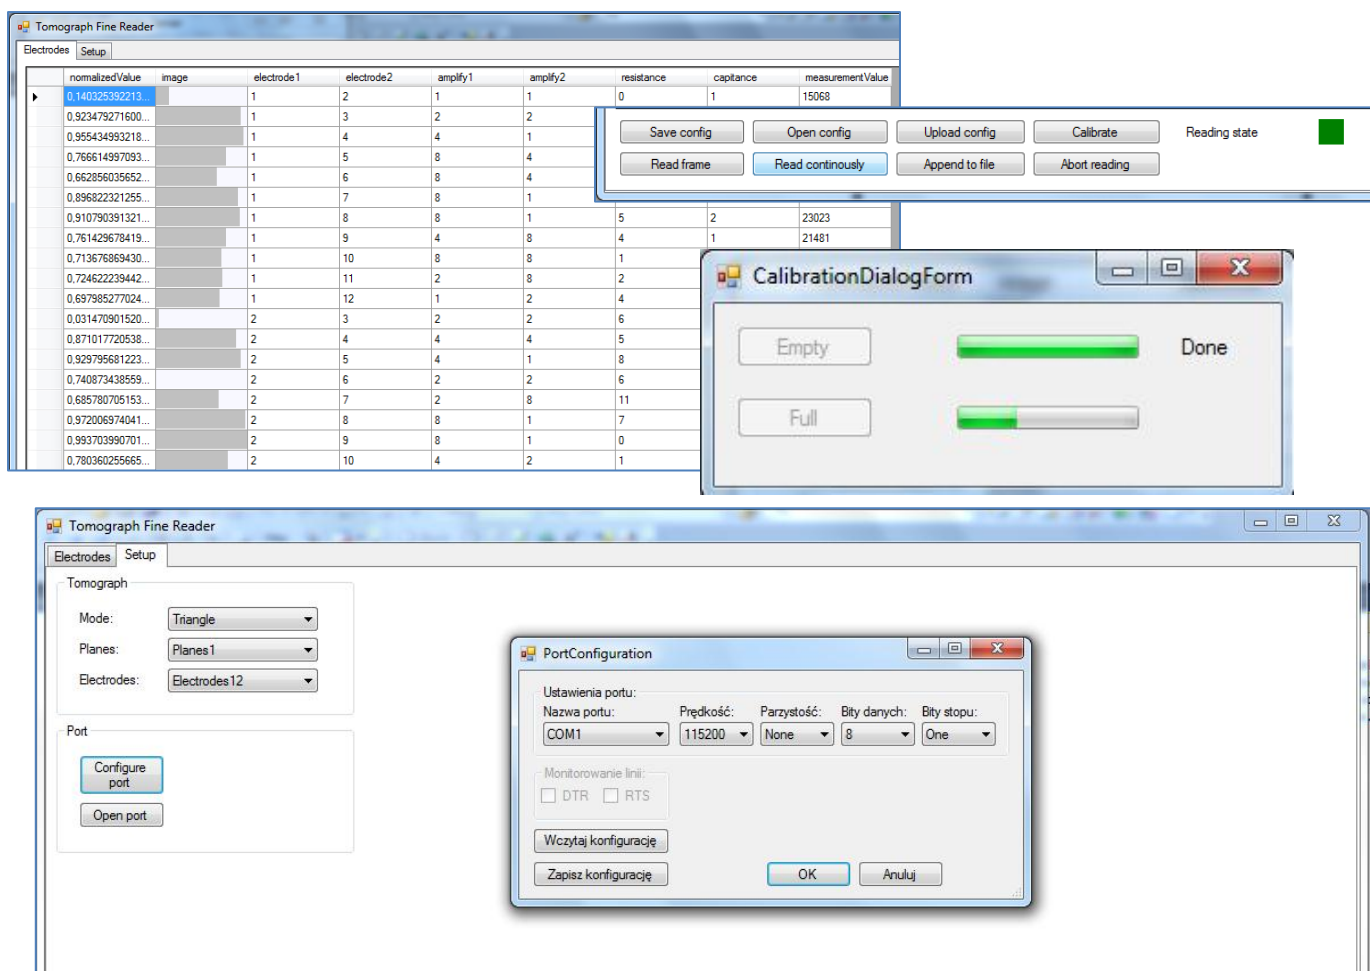 Tomograph Fine Reader
Electrodes Setup
normalizedValue image electrode1 electrode2 amplify1 amplify2 resistance capitance measurementValue
0,140325392213... 1 2 1 1 0 1 15068
0,923479271600... 1 3 2 2
0,955434993218... 1 4 4 1
0,766614997093... 1 5 8 4
0,662856035652... 1 6 8 4
0,896822321255... 1 7 8 1
0,910790391321... 1 8 8 1 5 2 23023
0,761429678419... 1 9 4 8 4 1 21481
0,713676869430... 1 10 8 8 1
0,724622239442... 1 11 2 8 2
0,697985277024... 1 12 1 2 4
0,031470901520... 2 3 2 2 6
0,871017720538... 2 4 4 4 5
0,929795681223... 2 5 4 1 8
0,740873438559... 2 6 2 2 6
0,685780705153... 2 7 2 8 11
0,972006974041... 2 8 8 1 7
0,993703990701... 2 9 8 1 0
0,780360255665... 2 10 4 2 1
Save config Open config Upload config Calibrate Reading state
Read frame Read continously Append to file Abort reading
CalibrationDialogForm
Empty Done
Full
Tomograph Fine Reader
Electrodes Setup
Tomograph
Mode: Triangle
Planes: Planes1
Electrodes: Electrodes12
Port
Configure
port
Open port
PortConfiguration
Ustawienia portu:
Nazwa portu: Prędkość: Parzystość: Bity danych: Bity stopu:
COM1 115200 None 8 One
Monitorowanie linii:
DTR RTS
Wczytaj konfigurację
Zapisz konfigurację OK Anuluj